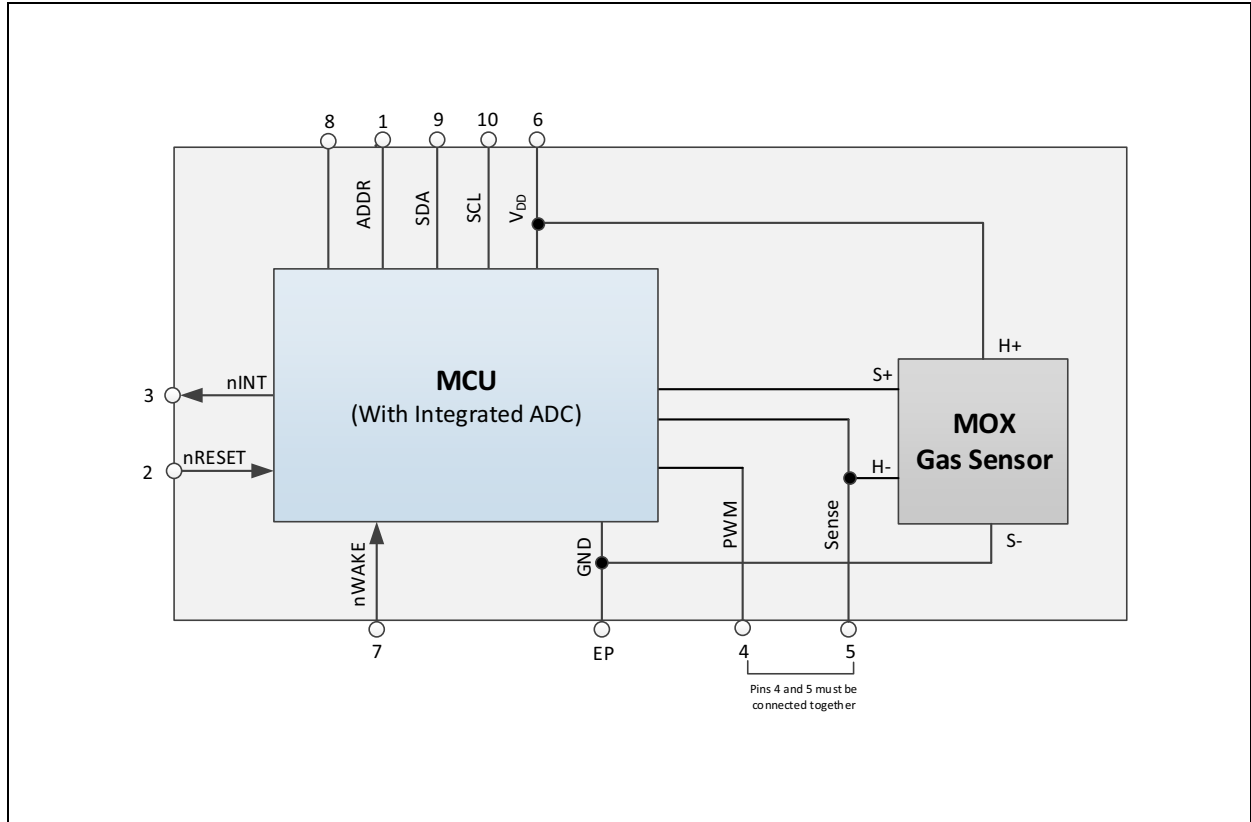 8
1
9
10
6
ADDR
SDA
SCL
VDD
H+
3
nINT
MCU
(With Integrated ADC)
S+
MOX
Gas Sensor
2
nRESET
H-
nWAKE
GND
PWM
Sense
S-
7
EP
4
5
Pins 4 and 5 must be
connected together